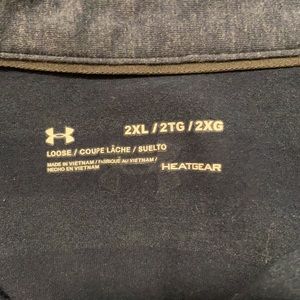 2XL / 2TG / 2XG
LOOSE / COUPE LÂCHE / SUELTO
MADE IN VIETNAM / FABRIQUÉ AU VIETNAM /
HECHO EN VIETNAM
HEATGEAR